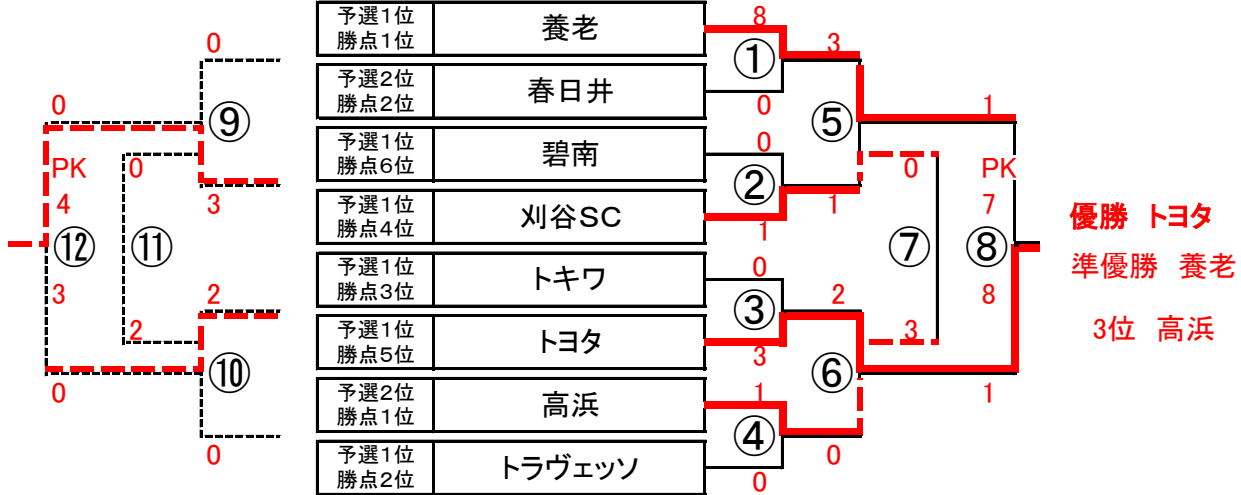 予選1位
勝点1位
養老
予選2位
勝点2位
春日井
予選1位
勝点6位
碧南
予選1位
勝点4位
刈谷SC
予選1位
勝点3位
トキワ
予選1位
勝点5位
トヨタ
予選2位
勝点1位
高浜
予選1位
勝点2位
トラヴェッソ
0
⑨
3
0
PK
4
⑫
3
0
0
⑪
2
2
⑩
0
8
①
0
0
②
1
0
③
3
1
④
0
3
⑤
1
2
⑥
0
0
⑦
3
1
PK
7
⑧
8
1
優勝 トヨタ
準優勝 養老
3位 高浜